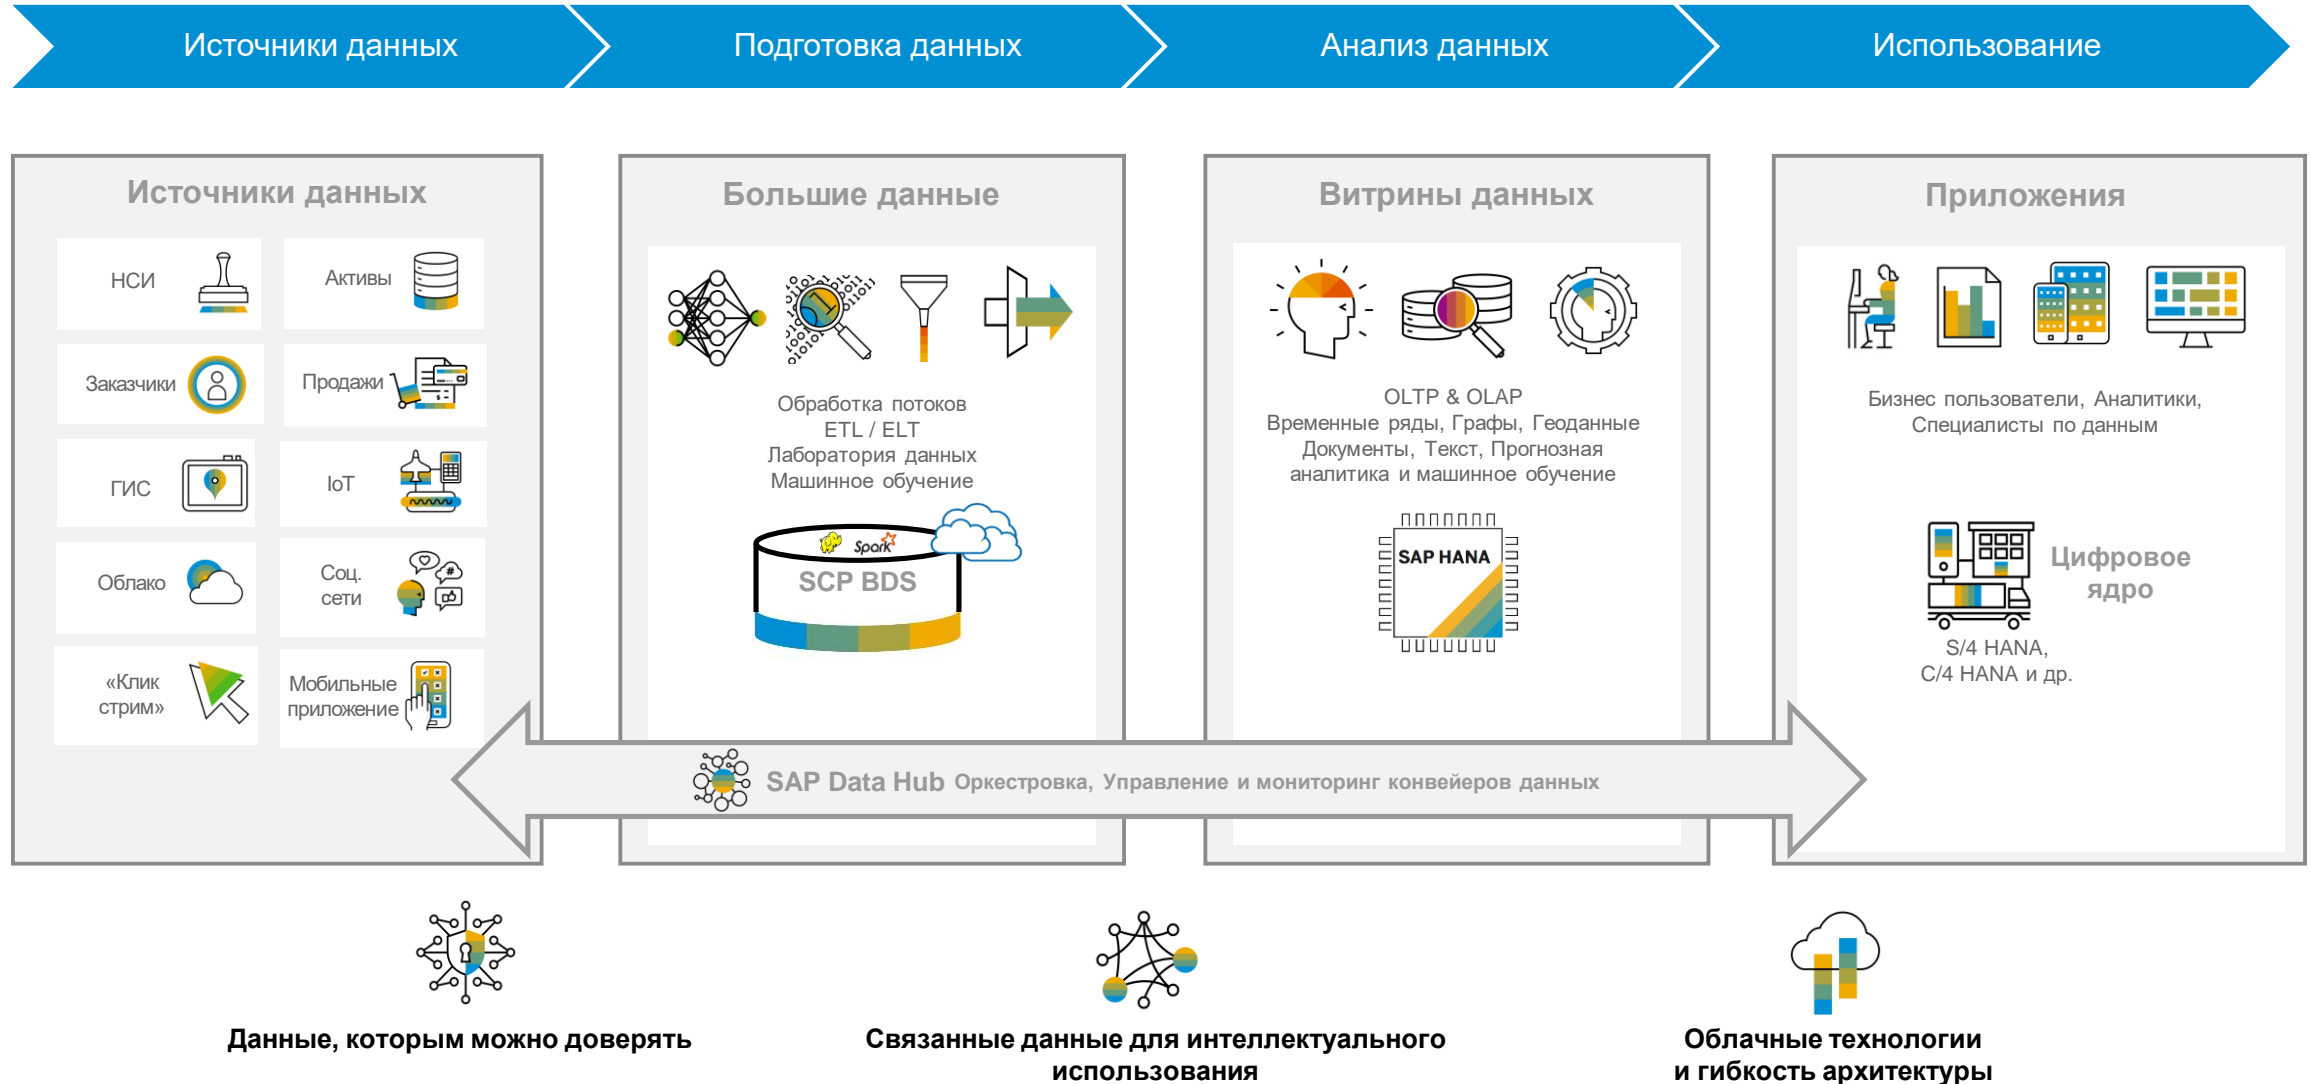 Источники данных
Подготовка данных
Анализ данных
Использование
Источники данных
НСИ
Активы
Заказчики
Продажи
ГИС
IoT
Облако
Соц.
сети
«Клик
стрим»
Мобильные
приложение
Большие данные
Обработка потоков
ETL / ELT
Лаборатория данных
Машинное обучение
Spark
SCP BDS
Витрины данных
OLTP & OLAP
Временные ряды, Графы, Геоданные
Документы, Текст, Прогнозная
аналитика и машинное обучение
SAP HANA
Приложения
Бизнес пользователи, Аналитики,
Специалисты по данным
Цифровое
ядро
S/4 HANA,
C/4 HANA и др.
SAP Data Hub Оркестровка, Управление и мониторинг конвейеров данных
Данные, которым можно доверять
Связанные данные для интеллектуального
использования
Облачные технологии
и гибкость архитектуры